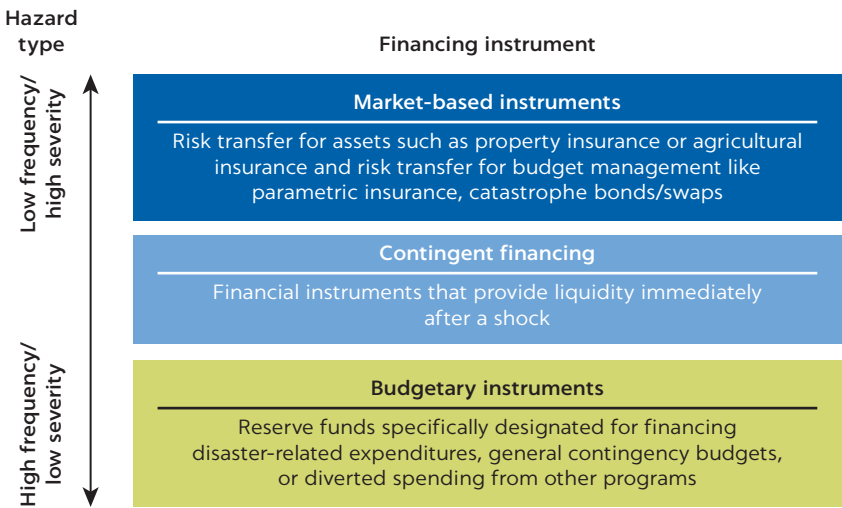 Hazard
type
Financing instrument
Low frequency/
high severity
Market-based instruments
Risk transfer for assets such as property insurance or agricultural
insurance and risk transfer for budget management like
parametric insurance, catastrophe bonds/swaps
Contingent financing
Financial instruments that provide liquidity immediately
after a shock
High frequency/
low severity
Budgetary instruments
Reserve funds specifically designated for financing
disaster-related expenditures, general contingency budgets,
or diverted spending from other programs